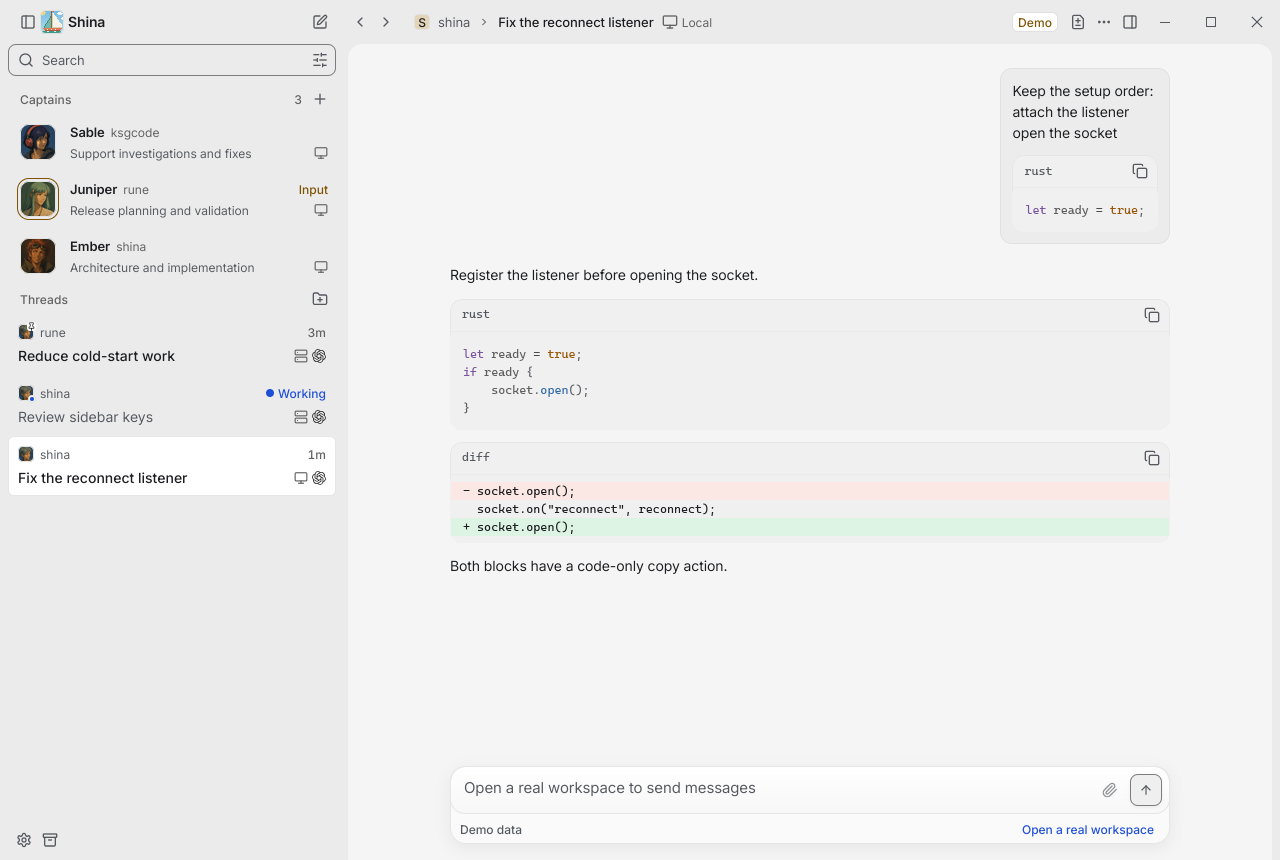 Shina
Search
Captains 3
Sable ksgcode
Support investigations and fixes
Juniper rune Input
Release planning and validation
Ember shina
Architecture and implementation
Threads
rune 3m
Reduce cold-start work
shina Working
Review sidebar keys
shina 1m
Fix the reconnect listener
S shina Fix the reconnect listener Local Demo
Keep the setup order:
attach the listener
open the socket
rust
let ready = true;
Register the listener before opening the socket.
rust
let ready = true;
if ready {
    socket.open();
}
diff
- socket.open();
  socket.on("reconnect", reconnect);
+ socket.open();
Both blocks have a code-only copy action.
Open a real workspace to send messages
Demo data Open a real workspace